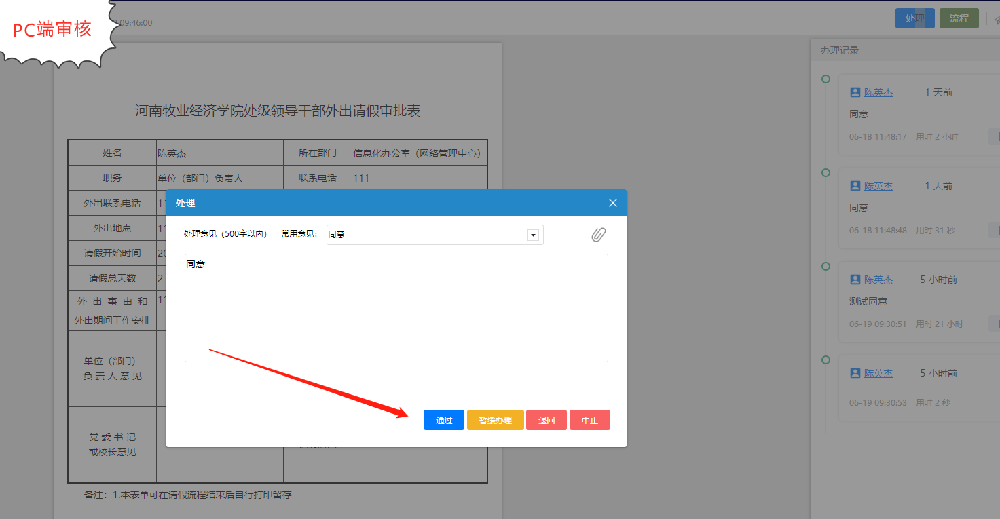 PC端审核
09:46:00
处理
流程
办理记录
河南牧业经济学院处级领导干部外出请假审批表
姓名 陈英杰 所在部门 信息化办公室（网络管理中心）
职务 单位（部门）负责人 联系电话 111
外出联系电话
外出地点
请假开始时间
请假总天数 2
外 出 事 由 和
外出期间工作安排
单位（部门）
负 责 人 意 见
党 委 书 记
或校长意见
备注：1.本表单可在请假流程结束后自行打印留存
处理
处理意见（500字以内） 常用意见： 同意
同意
通过 暂缓办理 退回 中止
陈英杰 1 天前
同意
06-18 11:48:17 用时 2 小时
陈英杰 1 天前
同意
06-18 11:48:48 用时 31 秒
陈英杰 5 小时前
测试同意
06-19 09:30:51 用时 21 小时
陈英杰 5 小时前
06-19 09:30:53 用时 2 秒